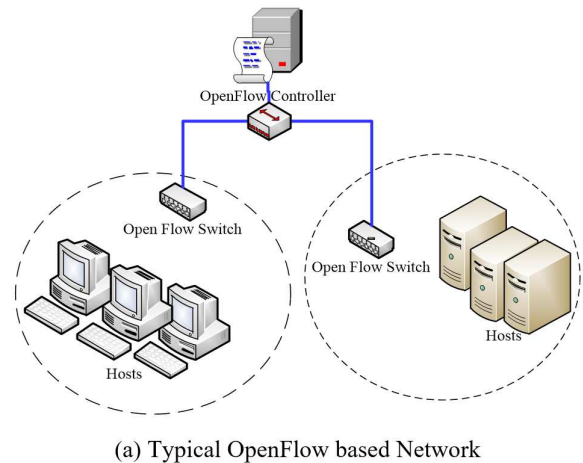 OpenFlow Controller
Open Flow Switch
Open Flow Switch
Hosts
Hosts
(a) Typical OpenFlow based Network